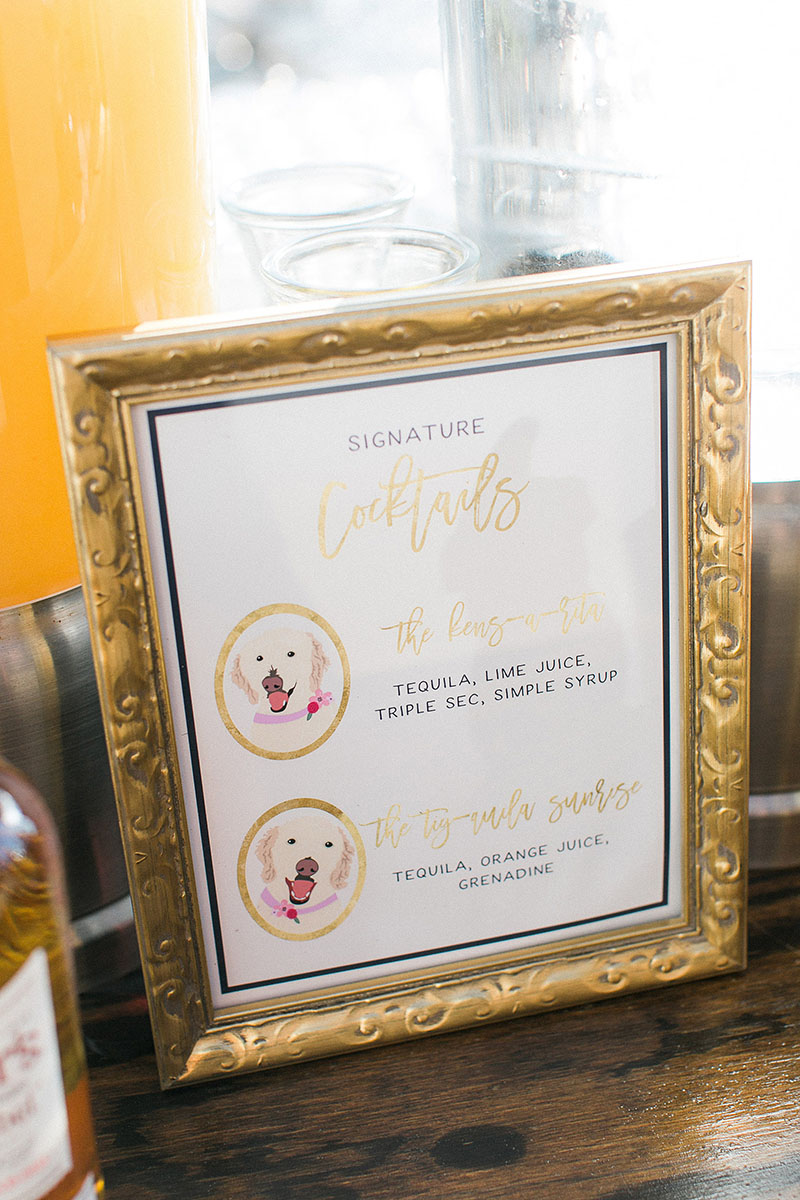 SIGNATURE
Cocktails
the kens-a-rita
TEQUILA, LIME JUICE,
TRIPLE SEC, SIMPLE SYRUP
the tig-quila sunrise
TEQUILA, ORANGE JUICE,
GRENADINE